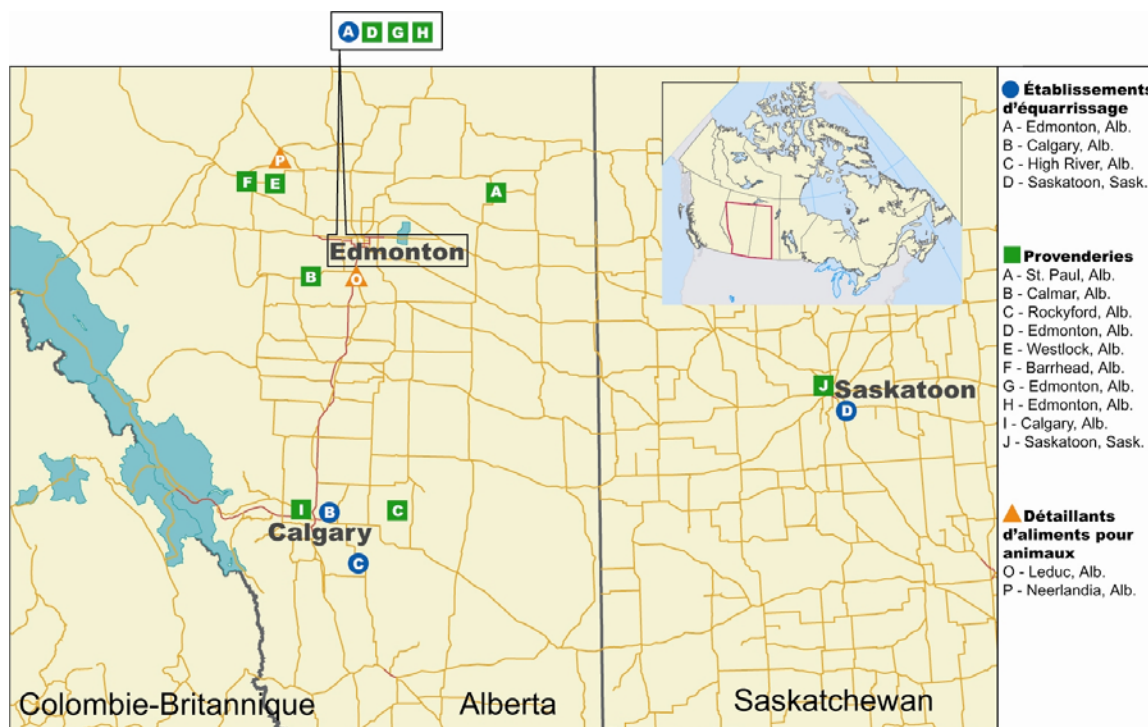 A D G H
P
F E
A
Edmonton
B
O
J
Saskatoon
D
I B
C
Calgary
C
Colombie-Britannique
Alberta
Saskatchewan
Établissements
d'équarrissage
A - Edmonton, Alb.
B - Calgary, Alb.
C - High River, Alb.
D - Saskatoon, Sask.
Provenderies
A - St. Paul, Alb.
B - Calmar, Alb.
C - Rockyford, Alb.
D - Edmonton, Alb.
E - Westlock, Alb.
F - Barrhead, Alb.
G - Edmonton, Alb.
H - Edmonton, Alb.
I - Calgary, Alb.
J - Saskatoon, Sask.
Détaillants
d'aliments pour
animaux
O - Leduc, Alb.
P - Neerlandia, Alb.